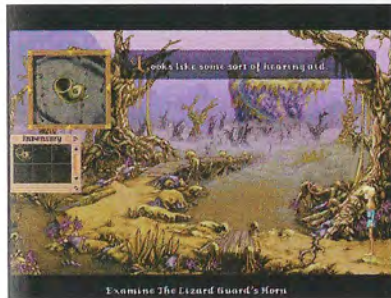 Looks like some sort of hearing aid.
Inventory
Examine The Lizard Guard's Horn